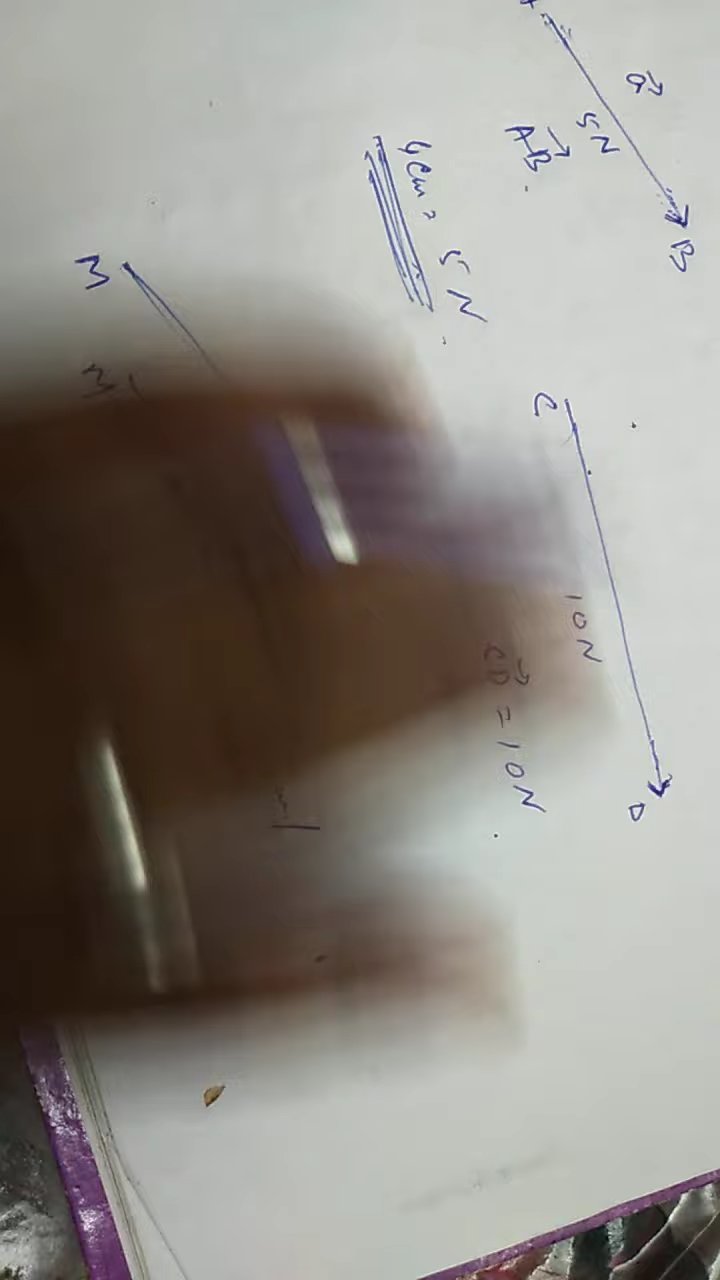 A
a⃗
5N
B
AB⃗
4cm = 5N
C
10N
D
CD⃗ = 10N
M
M